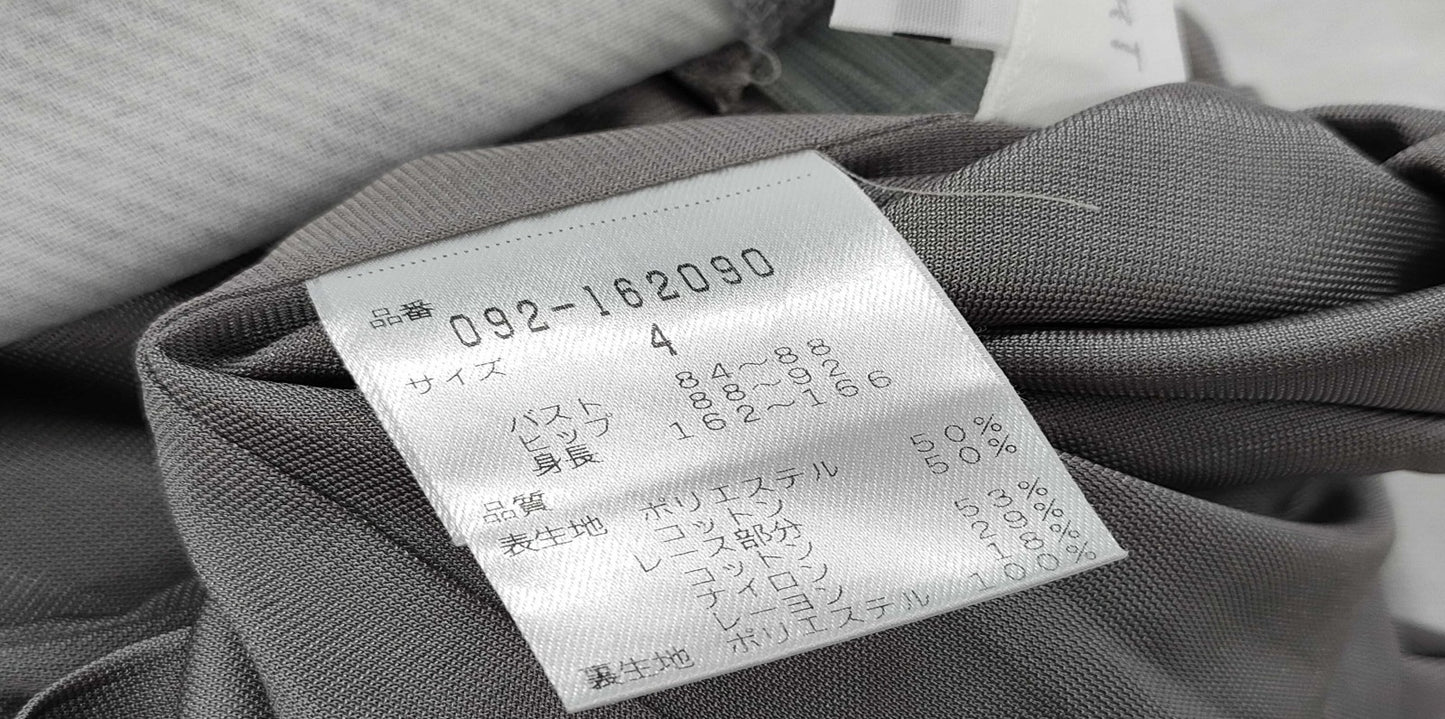 品番 092-162090
サイズ 4
バスト 84～88
ヒップ 88～92
身長 162～166
品質
表生地 ポリエステル 50%
コットン 50%
レース部分
コットン 53%
ナイロン 29%
レーヨン 18%
裏生地 ポリエステル 100%